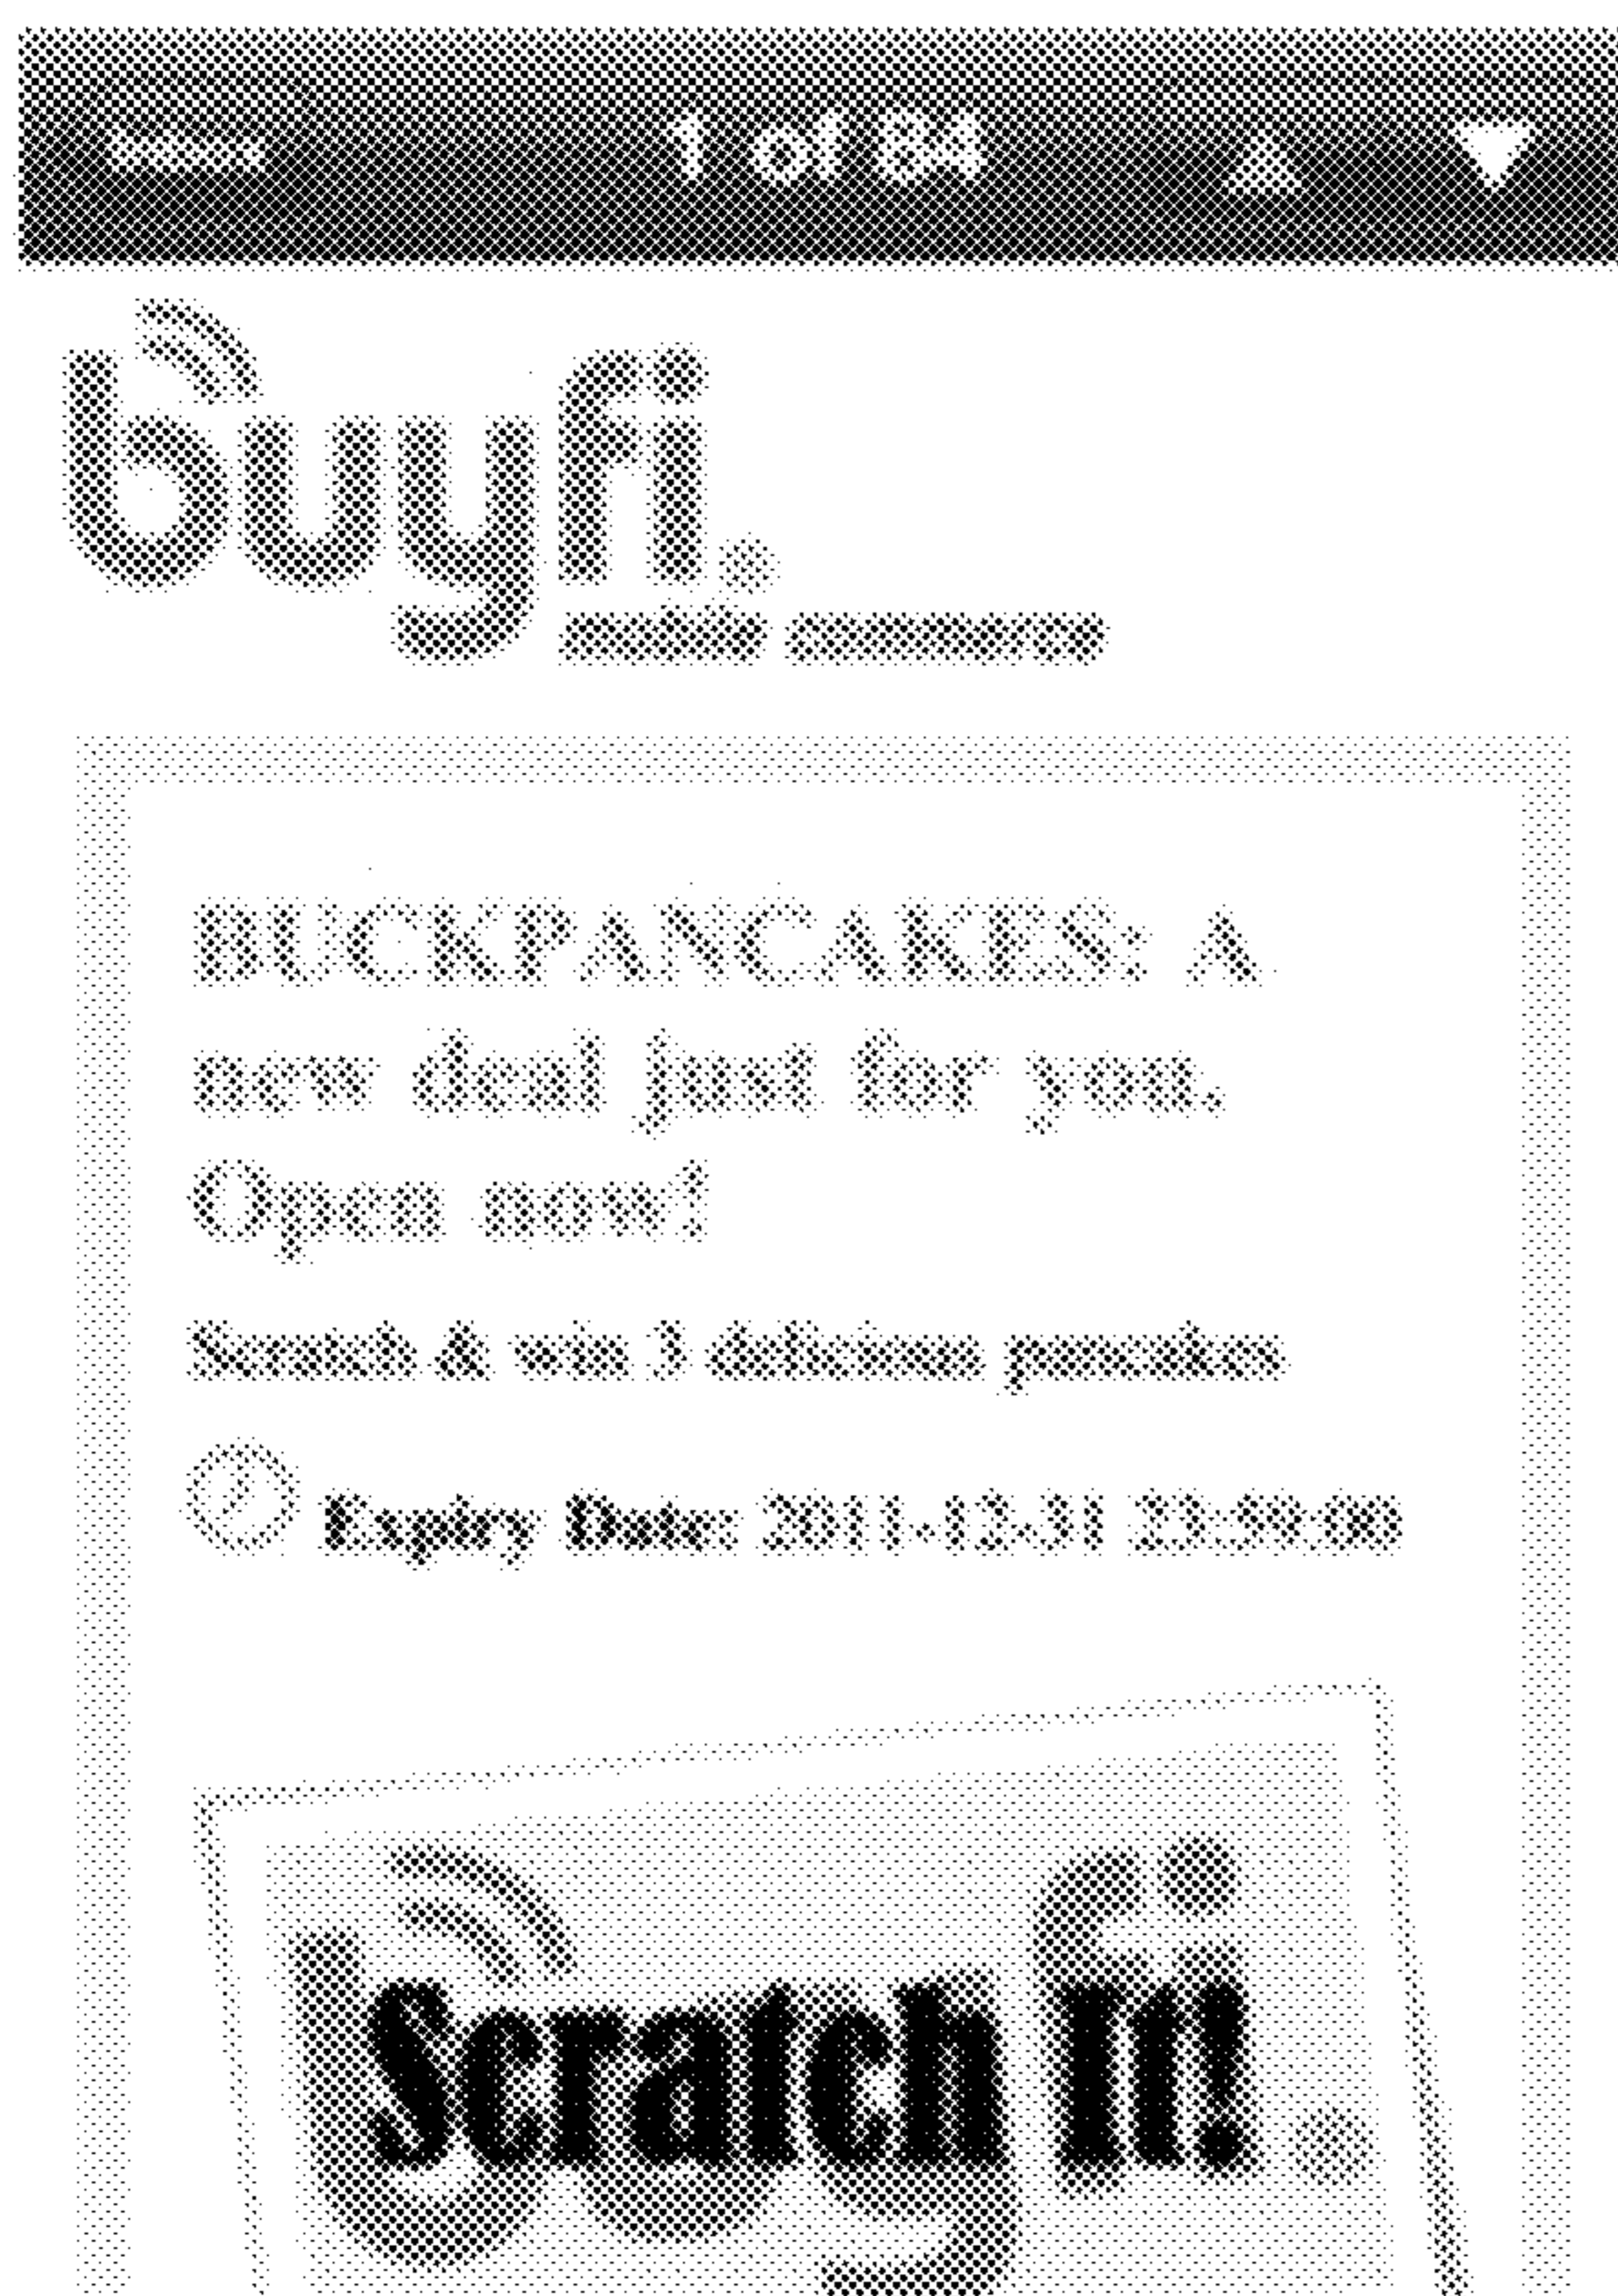 1 of 84
buyfi
BUCKPANCAKES: A
new deal just for you.
Open now!
Scratch & win 3 delicious pancakes
Expiry Date: 2011-12-31 23:59:00
Scratch It!